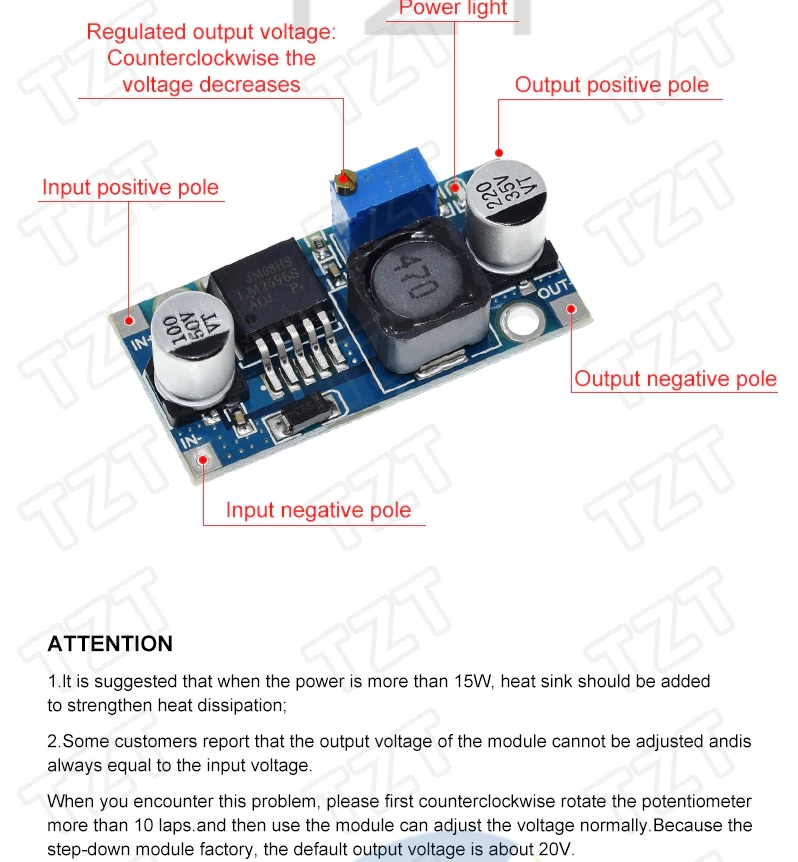 TZT
Power light
Regulated output voltage:
Counterclockwise the
voltage decreases
Output positive pole
Input positive pole
220
35V
VT
JM08HS
LM2596S
ADJ P+
470
100
50V
VT
IN+
OUT-
IN-
SS
Output negative pole
Input negative pole
ATTENTION
1.It is suggested that when the power is more than 15W, heat sink should be added
to strengthen heat dissipation;
2.Some customers report that the output voltage of the module cannot be adjusted andis
always equal to the input voltage.
When you encounter this problem, please first counterclockwise rotate the potentiometer
more than 10 laps.and then use the module can adjust the voltage normally.Because the
step-down module factory, the default output voltage is about 20V.